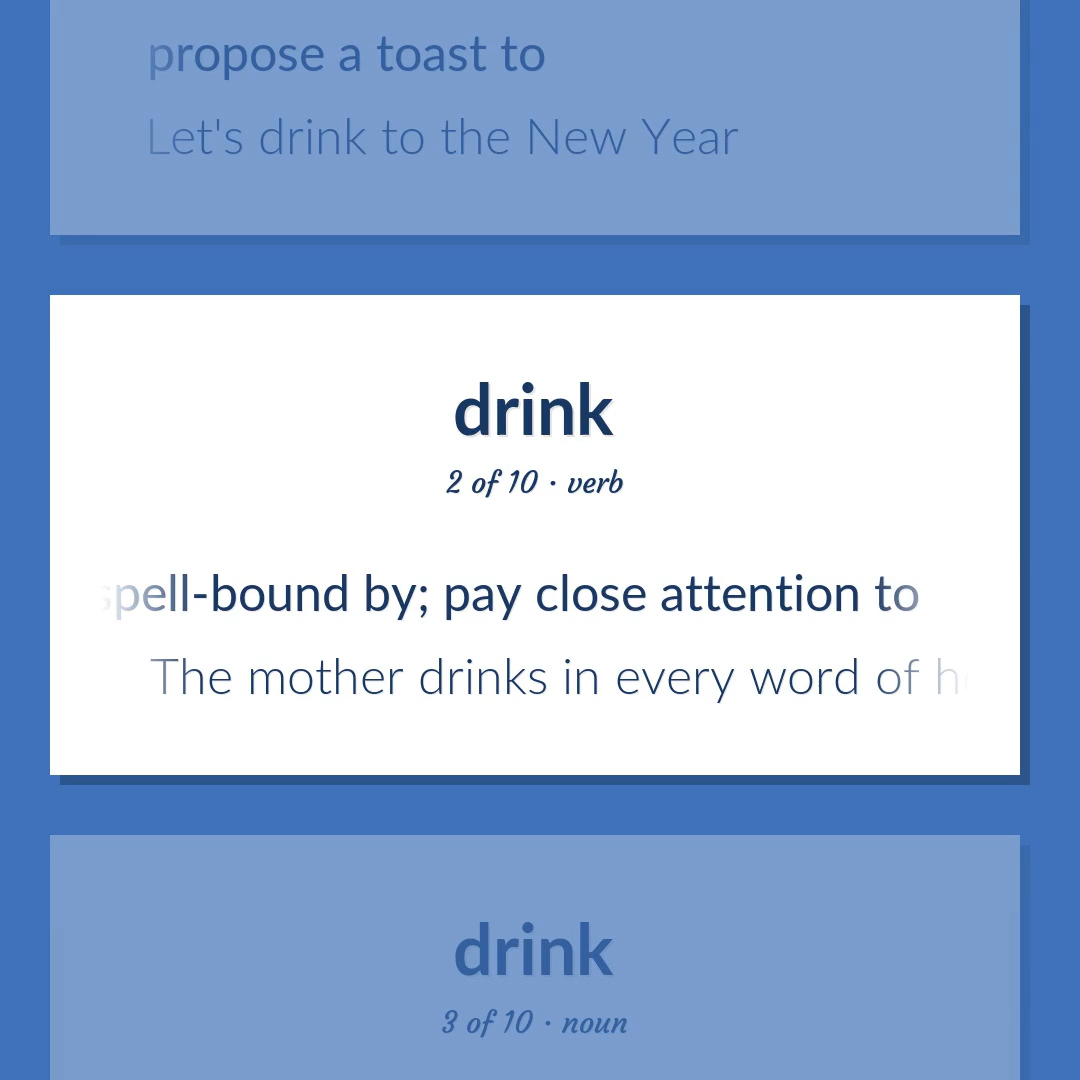 propose a toast to
Let's drink to the New Year
drink
2 of 10 · verb
spell-bound by; pay close attention to
The mother drinks in every word of
drink
3 of 10 · noun